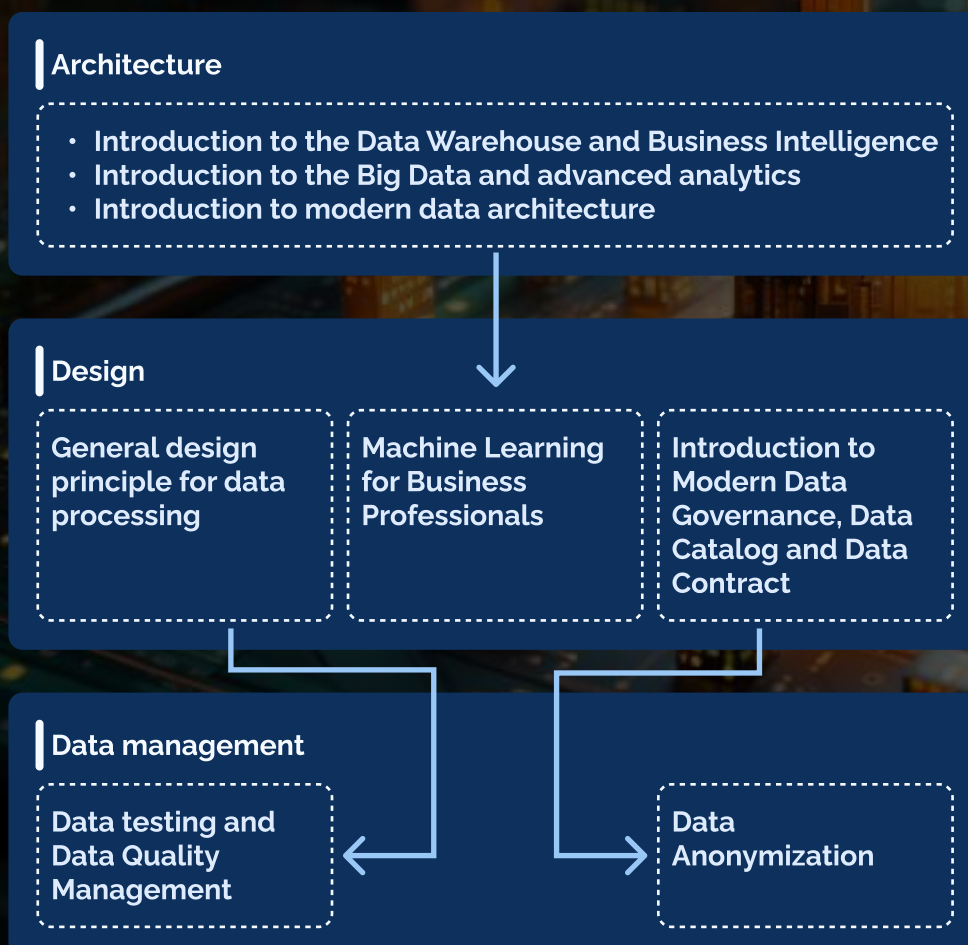 Architecture
• Introduction to the Data Warehouse and Business Intelligence
• Introduction to the Big Data and advanced analytics
• Introduction to modern data architecture
Design
General design
principle for data
processing
Machine Learning
for Business
Professionals
Introduction to
Modern Data
Governance, Data
Catalog and Data
Contract
Data management
Data testing and
Data Quality
Management
Data
Anonymization